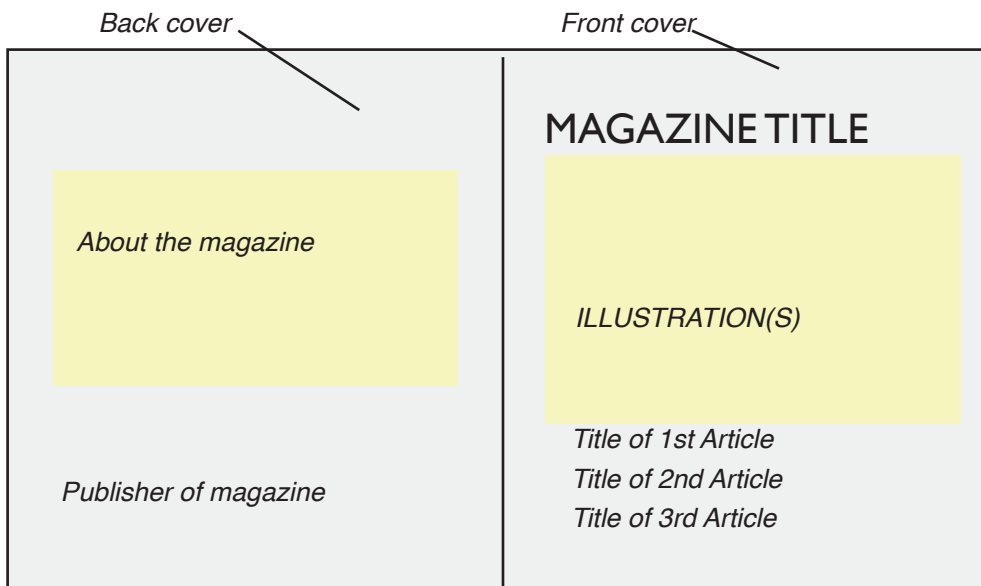 Back cover
Front cover
About the magazine
Publisher of magazine
MAGAZINE TITLE
ILLUSTRATION(S)
Title of 1st Article
Title of 2nd Article
Title of 3rd Article